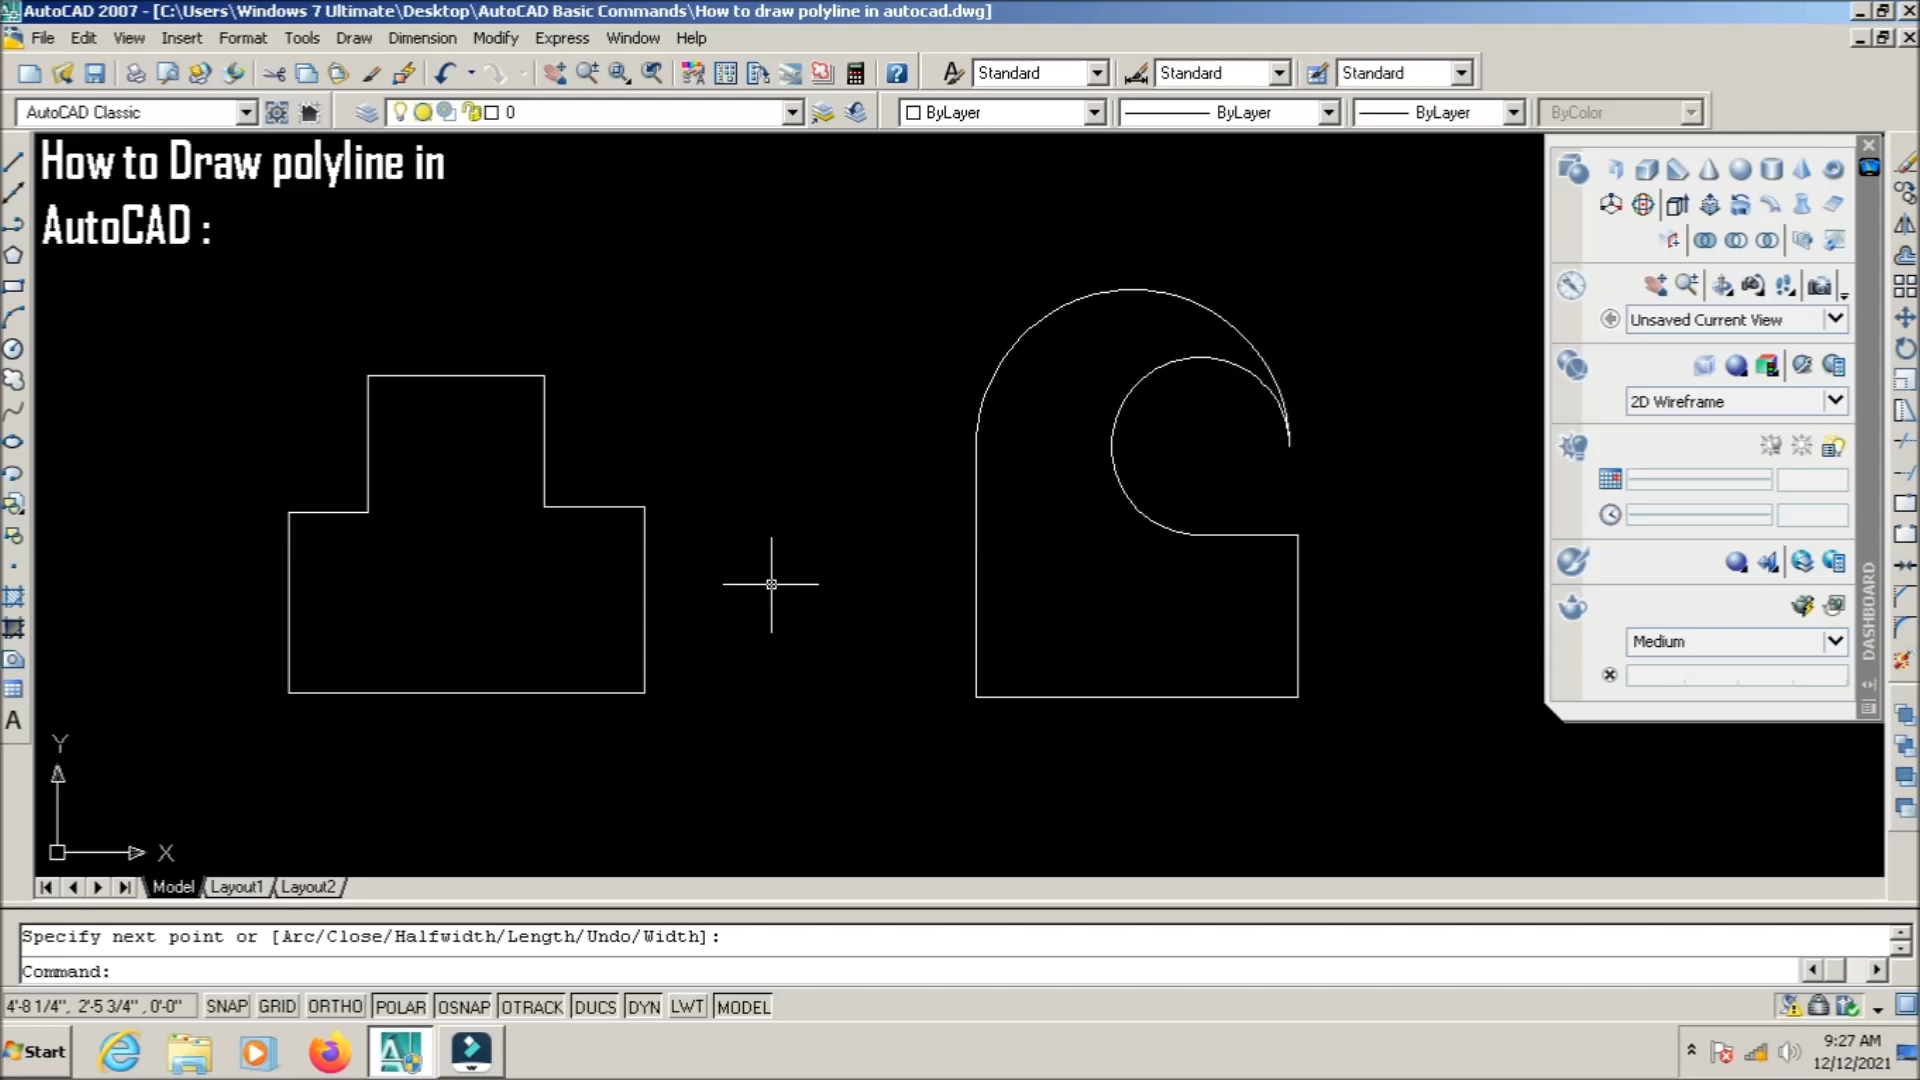 AutoCAD 2007 - [C:\Users\Windows 7 Ultimate\Desktop\AutoCAD Basic Commands\How to draw polyline in autocad.dwg]
File Edit View Insert Format Tools Draw Dimension Modify Express Window Help
Standard Standard Standard
AutoCAD Classic 0 ByLayer ByLayer ByLayer ByColor
How to Draw polyline in
AutoCAD :
Unsaved Current View
2D Wireframe
Medium
DASHBOARD
A
Y
X
Model Layout1 Layout2
Specify next point or [Arc/Close/Halfwidth/Length/Undo/Width]:
Command:
4'-8 1/4", 2'-5 3/4" , 0'-0" SNAP GRID ORTHO POLAR OSNAP OTRACK DUCS DYN LWT MODEL
Start
9:27 AM
12/12/2021